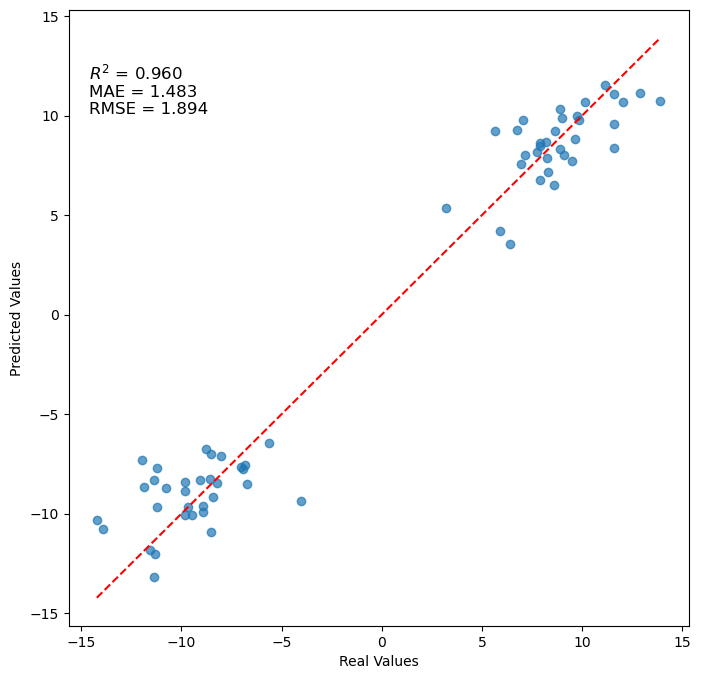 R² = 0.960
MAE = 1.483
RMSE = 1.894
15
10
5
0
−5
−10
−15
Predicted Values
−15 −10 −5 0 5 10 15
Real Values